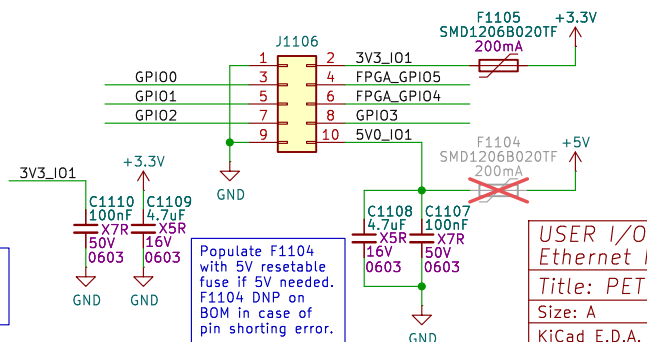 F1105
SMD1206B020TF
200mA
+3.3V
J1106
1
2
3V3_IO1
GPIO0
3
4
FPGA_GPIO5
GPIO1
5
6
FPGA_GPIO4
GPIO2
7
8
GPIO3
9
10
5V0_IO1
GND
F1104
SMD1206B020TF
200mA
+5V
3V3_IO1
+3.3V
C1110
100nF
X7R
50V
0603
GND
C1109
4.7uF
X5R
16V
0603
GND
C1108
4.7uF
X5R
16V
0603
C1107
100nF
X7R
50V
0603
GND
Populate F1104
with 5V resetable
fuse if 5V needed.
F1104 DNP on
BOM in case of
pin shorting error.
USER I/O
Ethernet
Title: PET
Size: A
KiCad E.D.A.